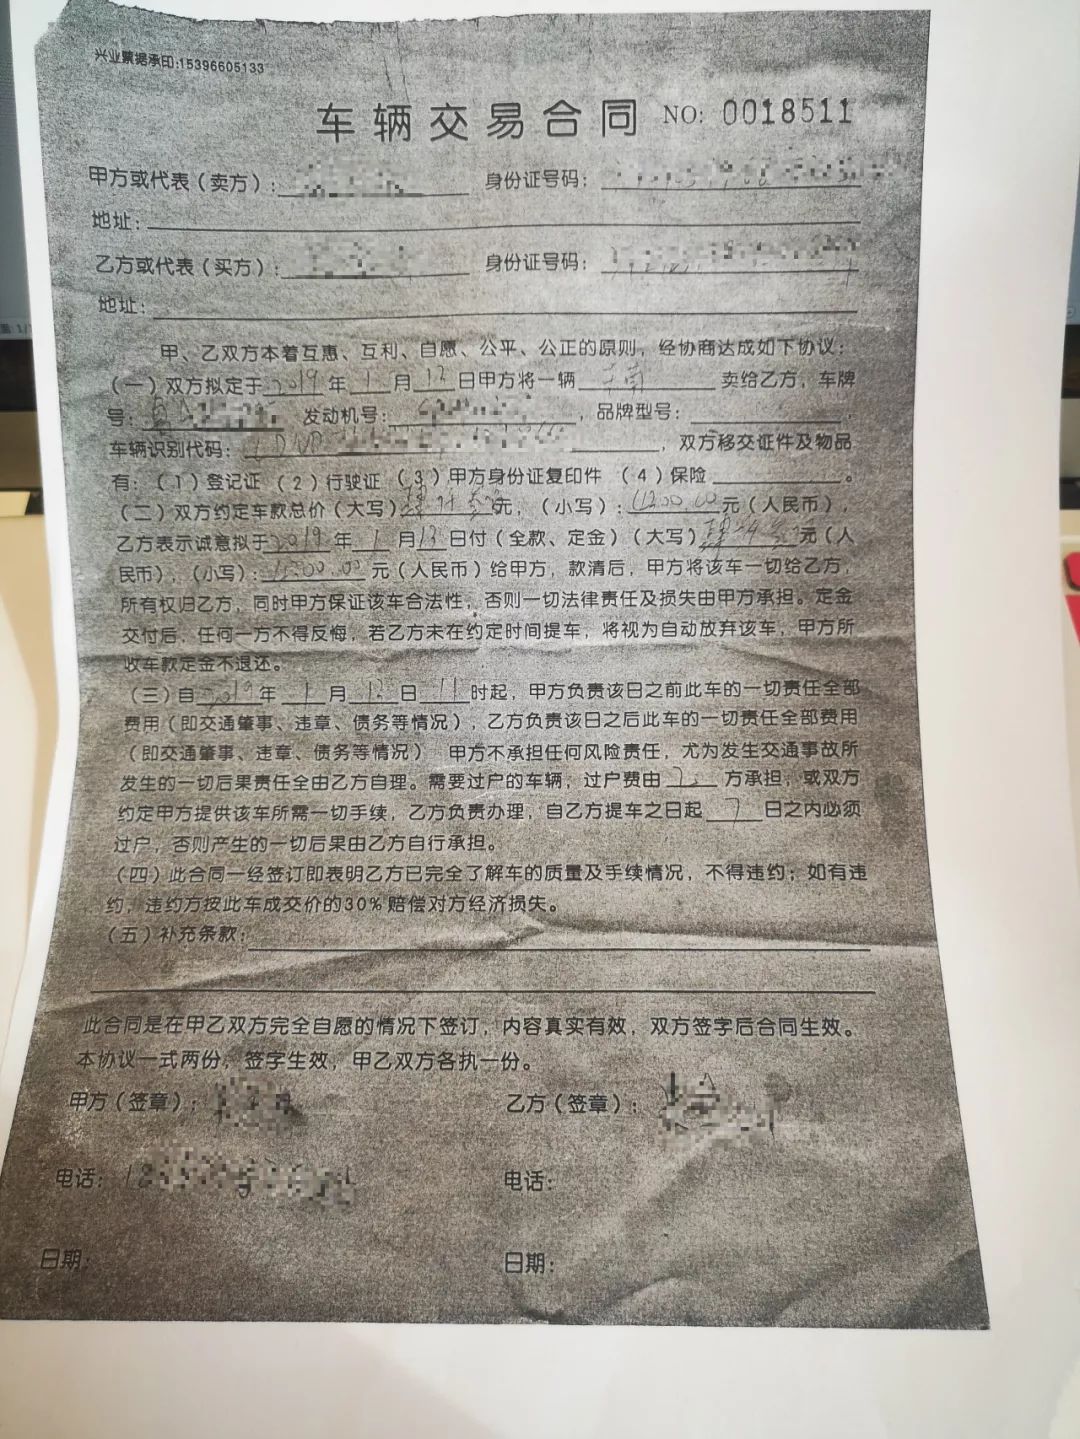 兴业票据承印:15396605133
车辆交易合同 NO: 0018511
甲方或代表（卖方）: 身份证号码:
地址:
乙方或代表（买方）: 身份证号码:
地址:
甲、乙双方本着互惠、互利、自愿、公平、公正的原则，经协商达成如下协议：
（一）双方拟定于2019年1月12日甲方将一辆 卖给乙方，车牌
号: 发动机号: ，品牌型号: ，
车辆识别代码: ，双方移交证件及物品
有:（1）登记证（2）行驶证（3）甲方身份证复印件（4）保险 。
（二）双方约定车款总价（大写） 元，（小写）: 元（人民币），
乙方表示诚意拟于2019年1月12日付（全款、定金）（大写） 元（人
民币），（小写）: 元（人民币）给甲方，款清后，甲方将该车一切给乙方，
所有权归乙方，同时甲方保证该车合法性，否则一切法律责任及损失由甲方承担。定金
交付后，任何一方不得反悔，若乙方未在约定时间提车，将视为自动放弃该车，甲方所
收车款定金不退还。
（三）自2019年1月12日11时起，甲方负责该日之前此车的一切责任全部
费用（即交通肇事、违章、债务等情况），乙方负责该日之后此车的一切责任全部费用
（即交通肇事、违章、债务等情况） 甲方不承担任何风险责任，尤为发生交通事故所
发生的一切后果责任全由乙方自理。需要过户的车辆，过户费由 方承担，或双方
约定甲方提供该车所需一切手续，乙方负责办理，自乙方提车之日起7日之内必须
过户，否则产生的一切后果由乙方自行承担。
（四）此合同一经签订即表明乙方已完全了解车的质量及手续情况，不得违约；如有违
约，违约方按此车成交价的30%赔偿对方经济损失。
（五）补充条款:
此合同是在甲乙双方完全自愿的情况下签订，内容真实有效，双方签字后合同生效。
本协议一式两份，签字生效，甲乙双方各执一份。
甲方（签章）: 乙方（签章）:
电话: 电话:
日期: 日期: